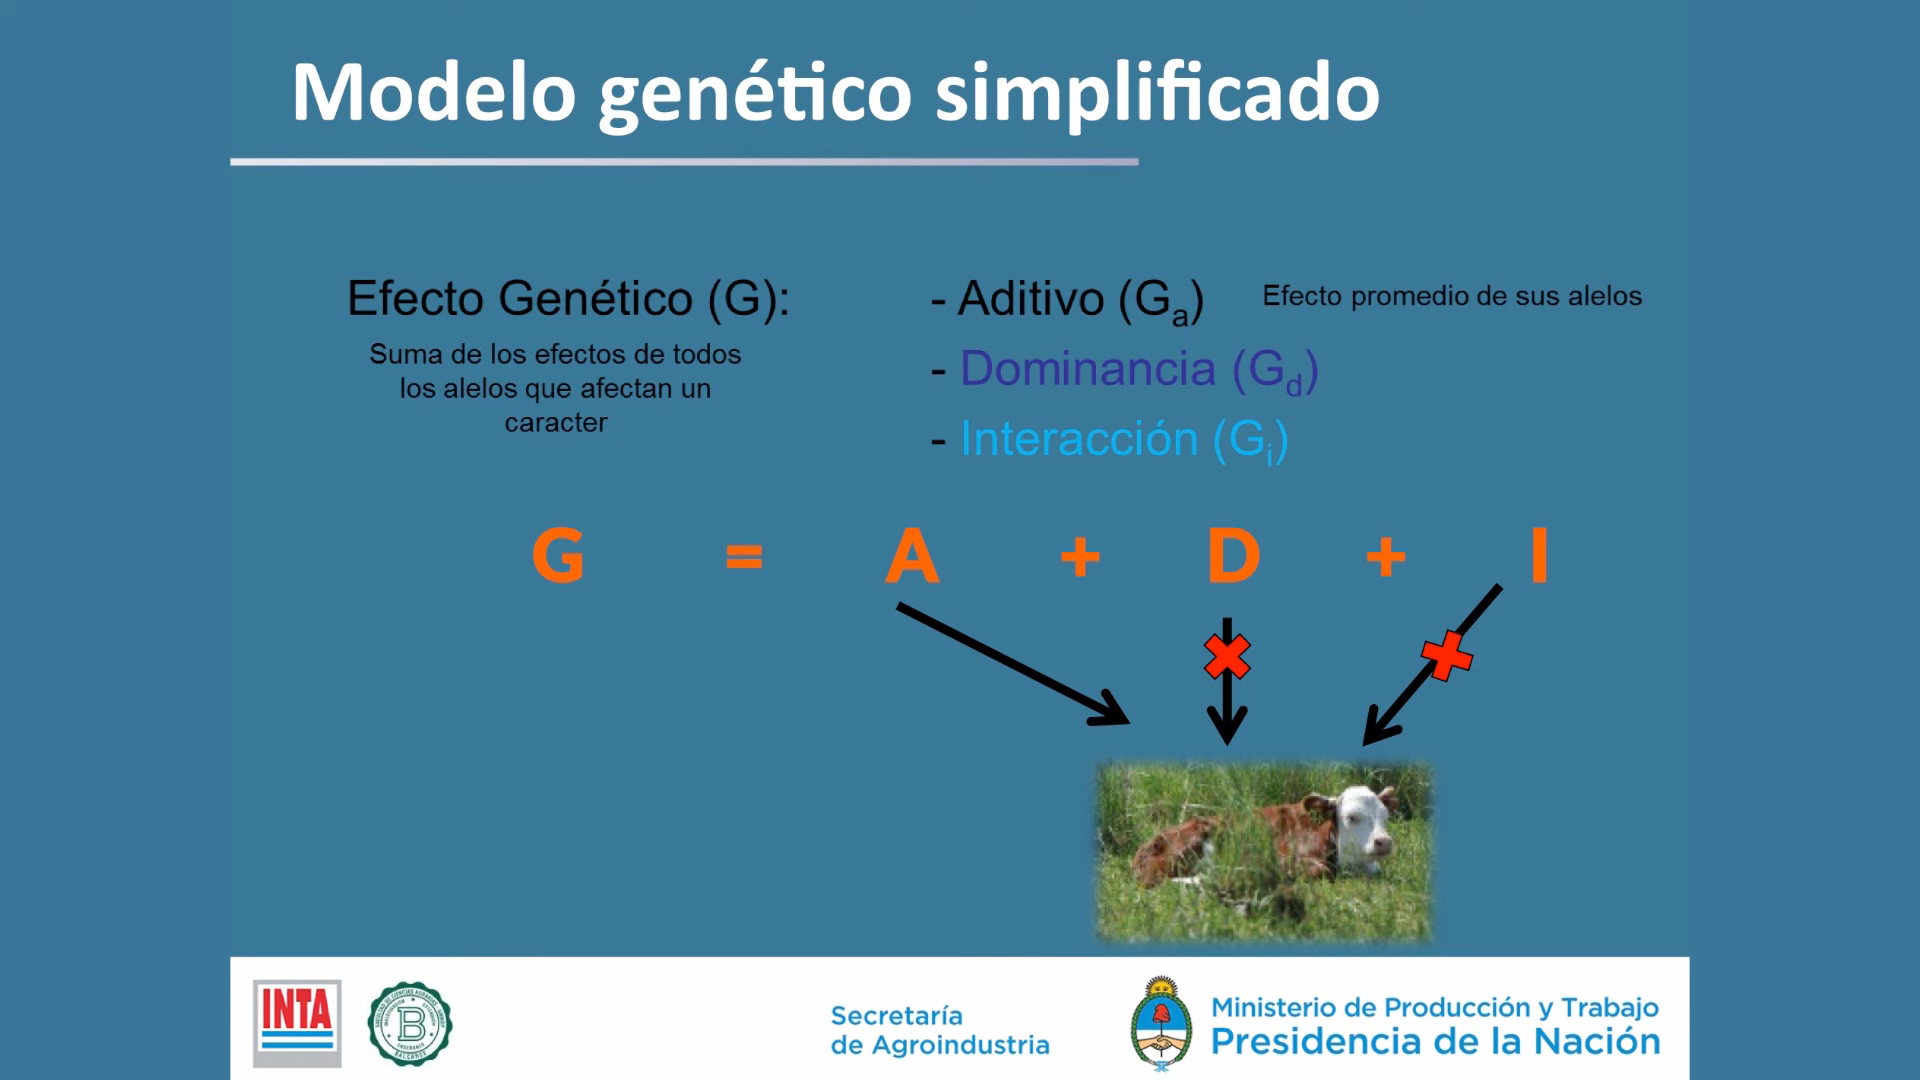 Modelo genético simplificado
Efecto Genético (G):
Suma de los efectos de todos
los alelos que afectan un
caracter
- Aditivo (Ga)
Efecto promedio de sus alelos
- Dominancia (Gd)
- Interacción (Gi)
G = A + D + I
INTA
B
BALCARCE
Secretaría
de Agroindustria
Ministerio de Producción y Trabajo
Presidencia de la Nación